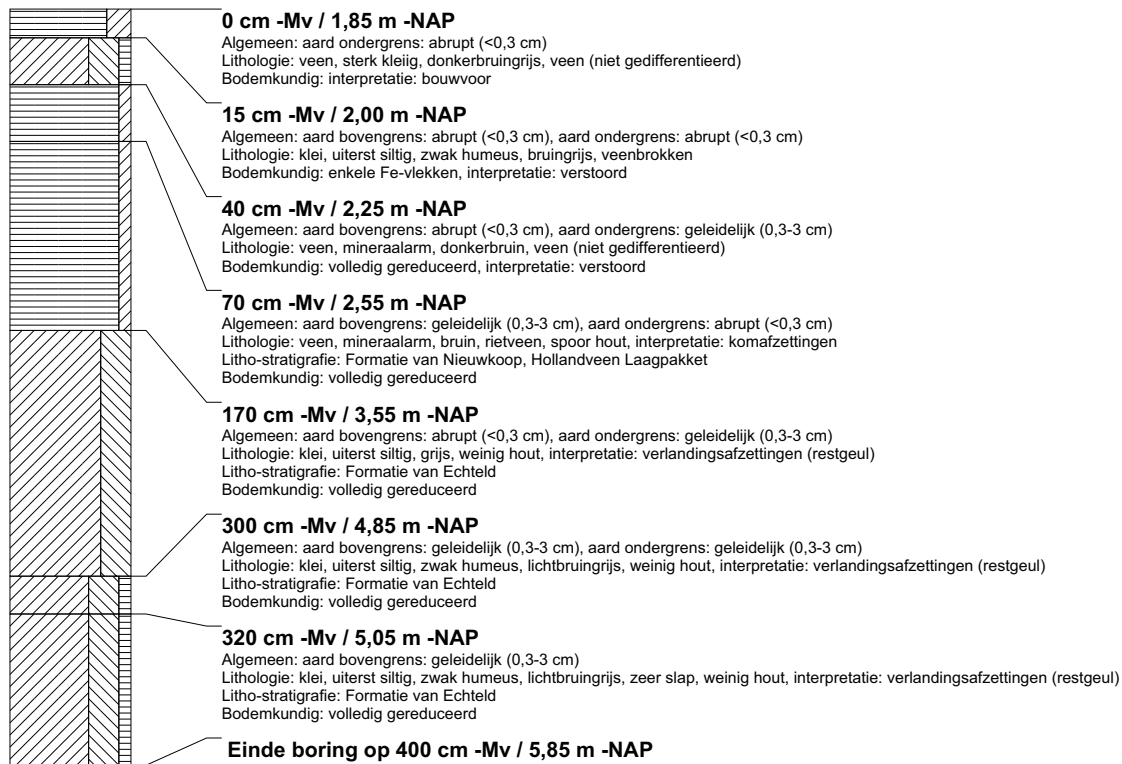 0 cm -Mv / 1,85 m -NAP
Algemeen: aard ondergrens: abrupt (<0,3 cm)
Lithologie: veen, sterk kleiig, donkerbruingrijs, veen (niet gedifferentieerd)
Bodemkundig: interpretatie: bouwvoor
15 cm -Mv / 2,00 m -NAP
Algemeen: aard bovengrens: abrupt (<0,3 cm), aard ondergrens: abrupt (<0,3 cm)
Lithologie: klei, uiterst siltig, zwak humeus, bruingrijs, veenbrokken
Bodemkundig: enkele Fe-vlekken, interpretatie: verstoord
40 cm -Mv / 2,25 m -NAP
Algemeen: aard bovengrens: abrupt (<0,3 cm), aard ondergrens: geleidelijk (0,3-3 cm)
Lithologie: veen, mineraalarm, donkerbruin, veen (niet gedifferentieerd)
Bodemkundig: volledig gereduceerd, interpretatie: verstoord
70 cm -Mv / 2,55 m -NAP
Algemeen: aard bovengrens: geleidelijk (0,3-3 cm), aard ondergrens: abrupt (<0,3 cm)
Lithologie: veen, mineraalarm, bruin, rietveen, spoor hout, interpretatie: komafzettingen
Litho-stratigrafie: Formatie van Nieuwkoop, Hollandveen Laagpakket
Bodemkundig: volledig gereduceerd
170 cm -Mv / 3,55 m -NAP
Algemeen: aard bovengrens: abrupt (<0,3 cm), aard ondergrens: geleidelijk (0,3-3 cm)
Lithologie: klei, uiterst siltig, grijs, weinig hout, interpretatie: verlandingsafzettingen (restgeul)
Litho-stratigrafie: Formatie van Echteld
Bodemkundig: volledig gereduceerd
300 cm -Mv / 4,85 m -NAP
Algemeen: aard bovengrens: geleidelijk (0,3-3 cm), aard ondergrens: geleidelijk (0,3-3 cm)
Lithologie: klei, uiterst siltig, zwak humeus, lichtbruingrijs, weinig hout, interpretatie: verlandingsafzettingen (restgeul)
Litho-stratigrafie: Formatie van Echteld
Bodemkundig: volledig gereduceerd
320 cm -Mv / 5,05 m -NAP
Algemeen: aard bovengrens: geleidelijk (0,3-3 cm)
Lithologie: klei, uiterst siltig, zwak humeus, lichtbruingrijs, zeer slap, weinig hout, interpretatie: verlandingsafzettingen (restgeul)
Litho-stratigrafie: Formatie van Echteld
Bodemkundig: volledig gereduceerd
Einde boring op 400 cm -Mv / 5,85 m -NAP